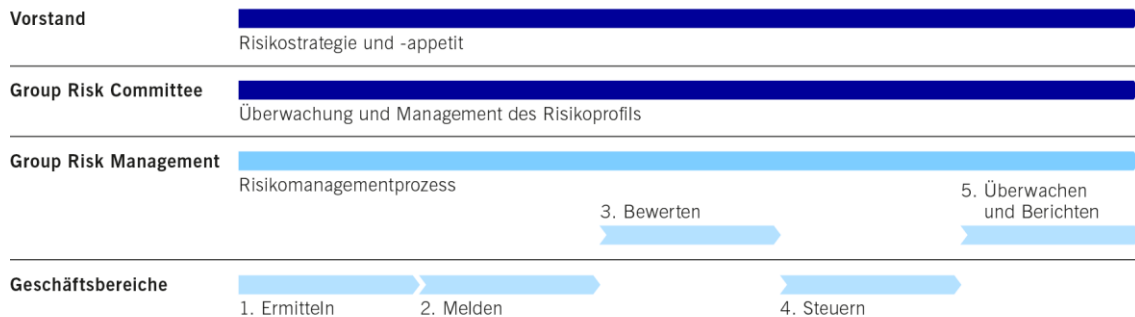 Vorstand
Risikostrategie und -appetit
Group Risk Committee
Überwachung und Management des Risikoprofils
Group Risk Management
Risikomanagementprozess
3. Bewerten
5. Überwachen
und Berichten
Geschäftsbereiche
1. Ermitteln
2. Melden
4. Steuern